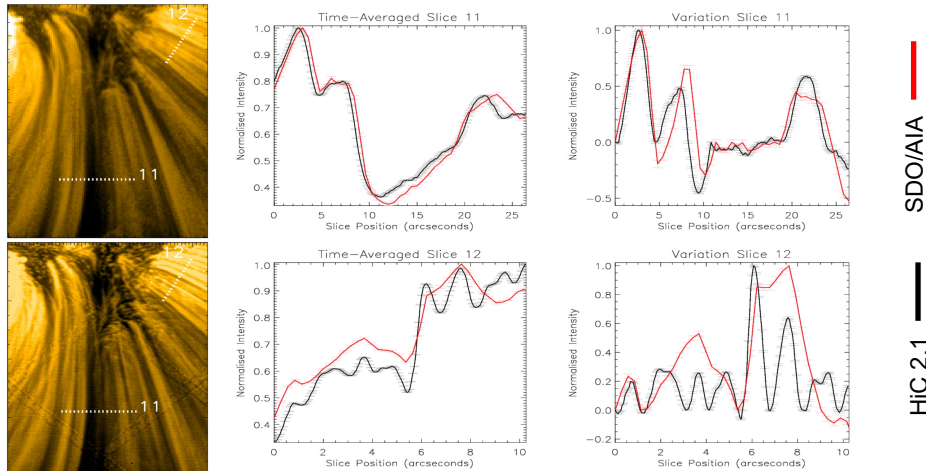 12
11
Time-Averaged Slice 11
Normalised Intensity
1.0
0.9
0.8
0.7
0.6
0.5
0.4
0 5 10 15 20 25
Slice Position (arcseconds)
Variation Slice 11
Normalised Intensity
1.0
0.5
0.0
-0.5
0 5 10 15 20 25
Slice Position (arcseconds)
SDO/AIA
12
11
Time-Averaged Slice 12
Normalised Intensity
1.0
0.9
0.8
0.7
0.6
0.5
0.4
0 2 4 6 8 10
Slice Position (arcseconds)
Variation Slice 12
Normalised Intensity
1.0
0.8
0.6
0.4
0.2
0.0
-0.2
0 2 4 6 8 10
Slice Position (arcseconds)
HiC 2.1